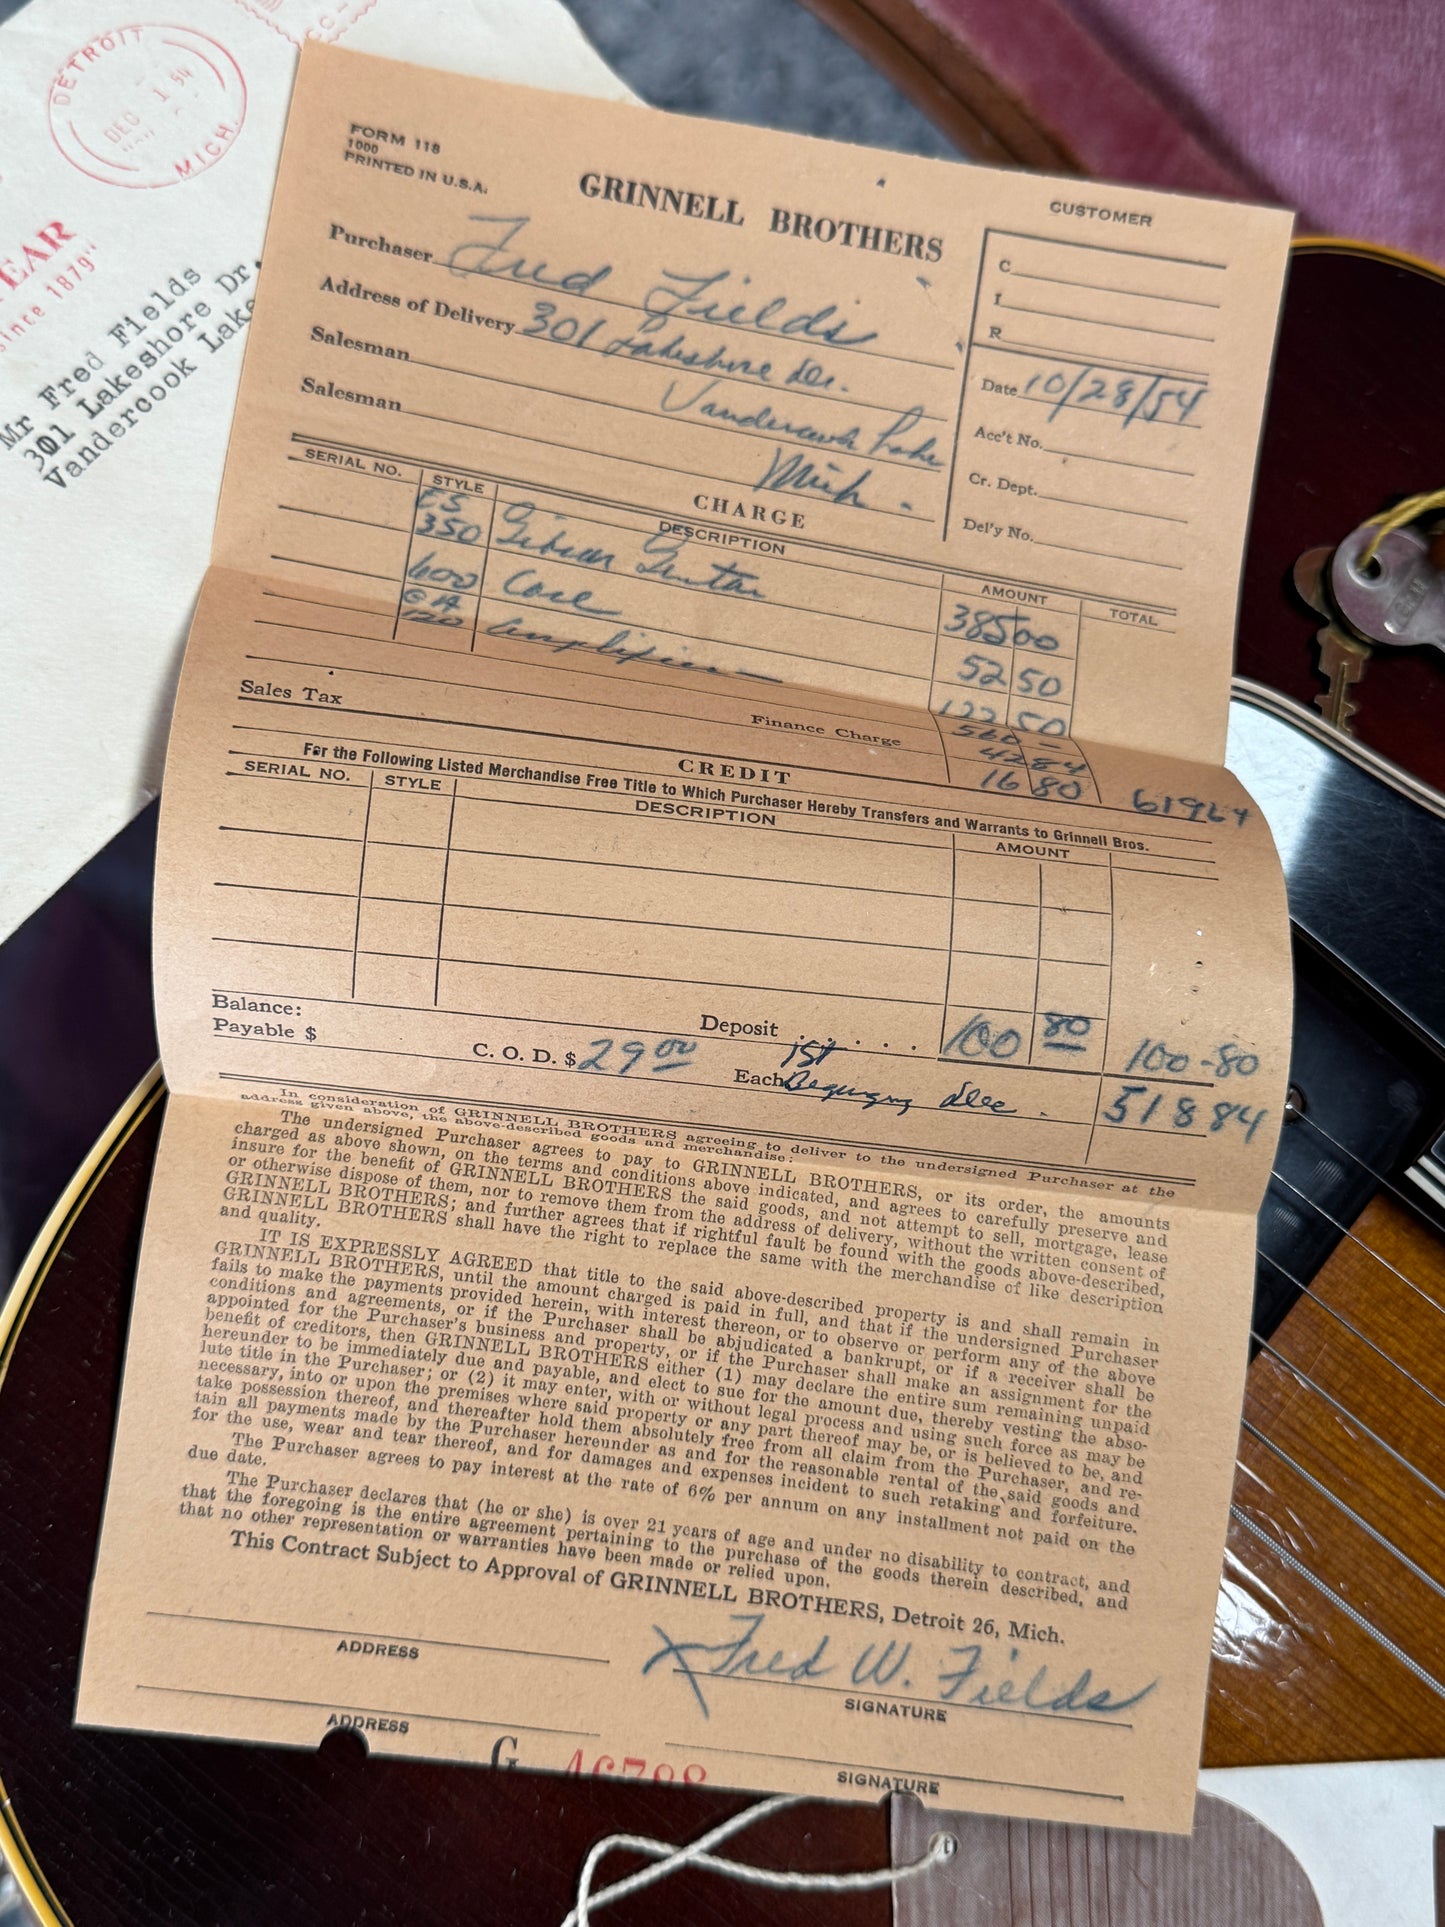 DETROIT
DEC 1 54
MICH.
EAR
since 1879"
Mr Fred Fields
301 Lakeshore Dr.
Vandercook Lake
FORM 118
1000
PRINTED IN U.S.A.
GRINNELL BROTHERS
CUSTOMER
C
I
R
Purchaser Fred Fields
Address of Delivery 301 Lakeshore Dr.
Salesman Vandercook Lake
Salesman Mich.
Date 10/28/54
Acc't No.
Cr. Dept.
Del'y No.
CHARGE
SERIAL NO. STYLE DESCRIPTION AMOUNT TOTAL
ES
350 Gibson Guitar 385 00
600 Case 52 50
GA
120 Amplifier — 122 50
560 —
Finance Charge 42 84
Sales Tax 16 80 619 64
CREDIT
For the Following Listed Merchandise Free Title to Which Purchaser Hereby Transfers and Warrants to Grinnell Bros.
SERIAL NO. STYLE DESCRIPTION AMOUNT
Balance: Deposit . . . . . . 100 80 100-80
Payable $ C. O. D. $ 29 00 Each 1st Beginning Dec. 518 84
In consideration of GRINNELL BROTHERS agreeing to deliver to the undersigned Purchaser at the
address given above, the above-described goods and merchandise:
The undersigned Purchaser agrees to pay to GRINNELL BROTHERS, or its order, the amounts
charged as above shown, on the terms and conditions above indicated, and agrees to carefully preserve and
insure for the benefit of GRINNELL BROTHERS the said goods, and not attempt to sell, mortgage, lease
or otherwise dispose of them, nor to remove them from the address of delivery, without the written consent of
GRINNELL BROTHERS; and further agrees that if rightful fault be found with the goods above-described,
GRINNELL BROTHERS shall have the right to replace the same with the merchandise of like description
and quality.
IT IS EXPRESSLY AGREED that title to the said above-described property is and shall remain in
GRINNELL BROTHERS, until the amount charged is paid in full, and that if the undersigned Purchaser
fails to make the payments provided herein, with interest thereon, or to observe or perform any of the above
conditions and agreements, or if the Purchaser shall be abjudicated a bankrupt, or if a receiver shall be
appointed for the Purchaser's business and property, or if the Purchaser shall make an assignment for the
benefit of creditors, then GRINNELL BROTHERS either (1) may declare the entire sum remaining unpaid
hereunder to be immediately due and payable, and elect to sue for the amount due, thereby vesting the abso-
lute title in the Purchaser; or (2) it may enter, with or without legal process and using such force as may be
necessary, into or upon the premises where said property or any part thereof may be, or is believed to be, and
take possession thereof, and thereafter hold them absolutely free from all claim from the Purchaser, and re-
tain all payments made by the Purchaser hereunder as and for the reasonable rental of the said goods and
for the use, wear and tear thereof, and for damages and expenses incident to such retaking and forfeiture.
The Purchaser agrees to pay interest at the rate of 6% per annum on any installment not paid on the
due date.
The Purchaser declares that (he or she) is over 21 years of age and under no disability to contract, and
that the foregoing is the entire agreement pertaining to the purchase of the goods therein described, and
that no other representation or warranties have been made or relied upon.
This Contract Subject to Approval of GRINNELL BROTHERS, Detroit 26, Mich.
X Fred W. Fields
ADDRESS SIGNATURE
ADDRESS SIGNATURE
G 46788